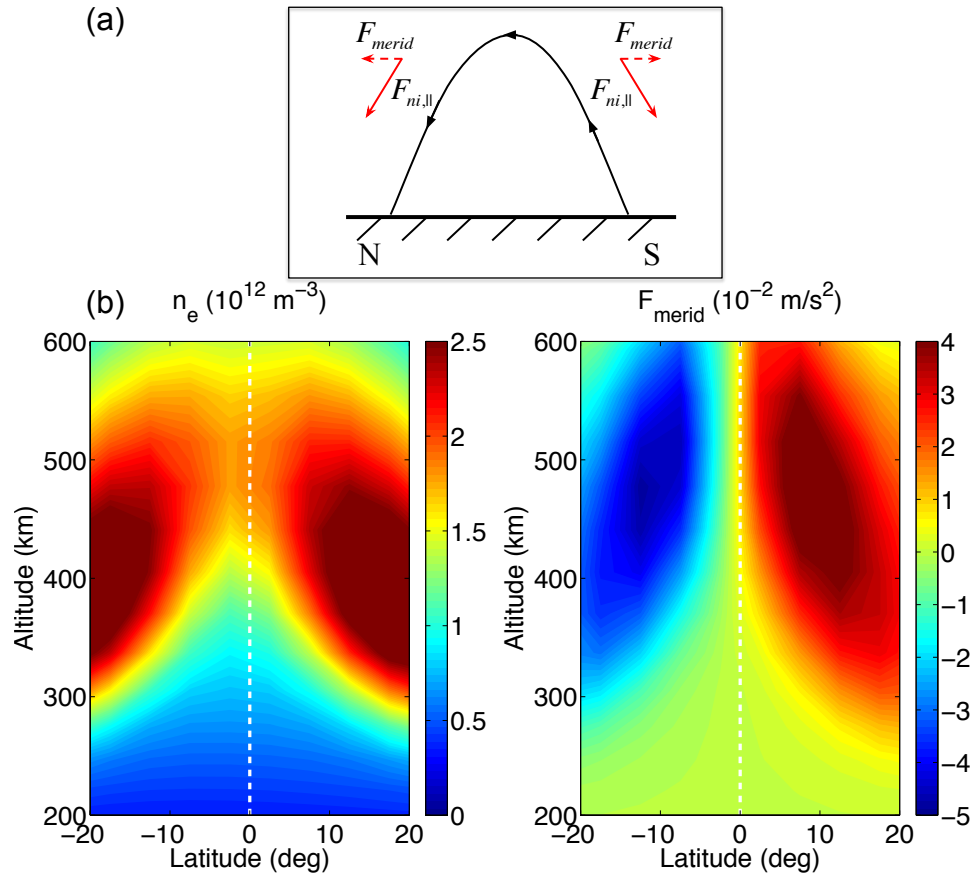 (a)
F_merid F_merid
F_ni,|| F_ni,||
N S
(b)
n_e (10^12 m^−3) F_merid (10^−2 m/s^2)
600 2.5 600 4
3
500 2 500 2
1
400 1.5 400 0
1 −1
300 0.5 300 −2
−3
−4
200 0 200 −5
−20 −10 0 10 20 −20 −10 0 10 20
Altitude (km) Altitude (km)
Latitude (deg) Latitude (deg)